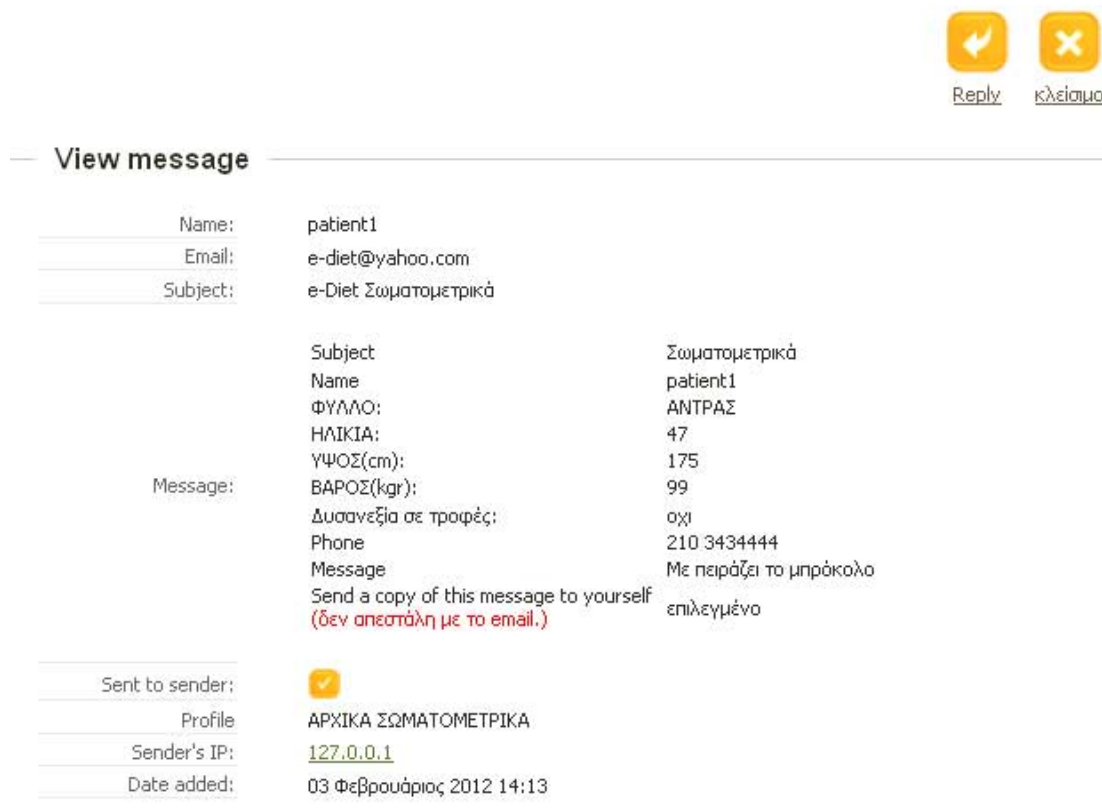 Reply κλείσιμο
View message
Name: patient1
Email: e-diet@yahoo.com
Subject: e-Diet Σωματομετρικά
Subject Σωματομετρικά
Name patient1
ΦΥΛΛΟ: ΑΝΤΡΑΣ
ΗΛΙΚΙΑ: 47
ΥΨΟΣ(cm): 175
Message: ΒΑΡΟΣ(kgr): 99
Δυσανεξία σε τροφές: οχι
Phone 210 3434444
Message Με πειράζει το μπρόκολο
Send a copy of this message to yourself επιλεγμένο
(δεν απεστάλη με το email.)
Sent to sender:
Profile ΑΡΧΙΚΑ ΣΩΜΑΤΟΜΕΤΡΙΚΑ
Sender's IP: 127.0.0.1
Date added: 03 Φεβρουάριος 2012 14:13